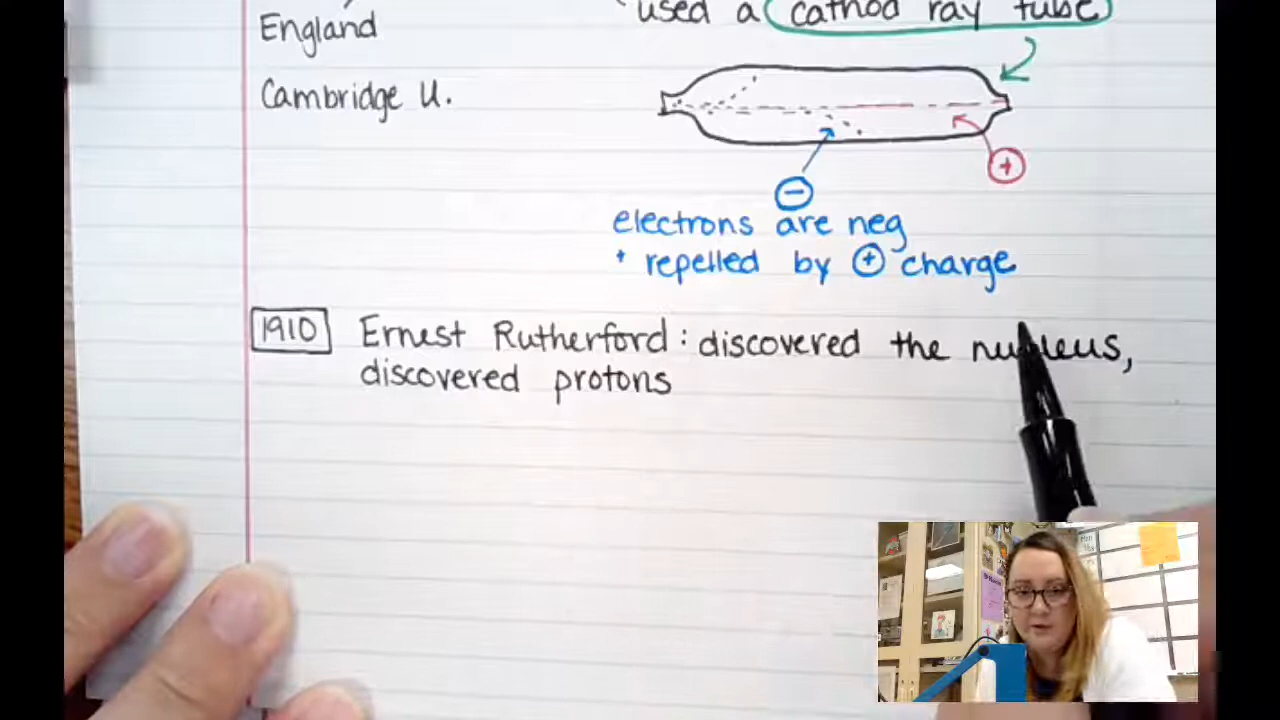 England
used a cathod ray tube
Cambridge U.
+
−
electrons are neg
+ repelled by + charge
1910 Ernest Rutherford : discovered the nucleus,
discovered protons